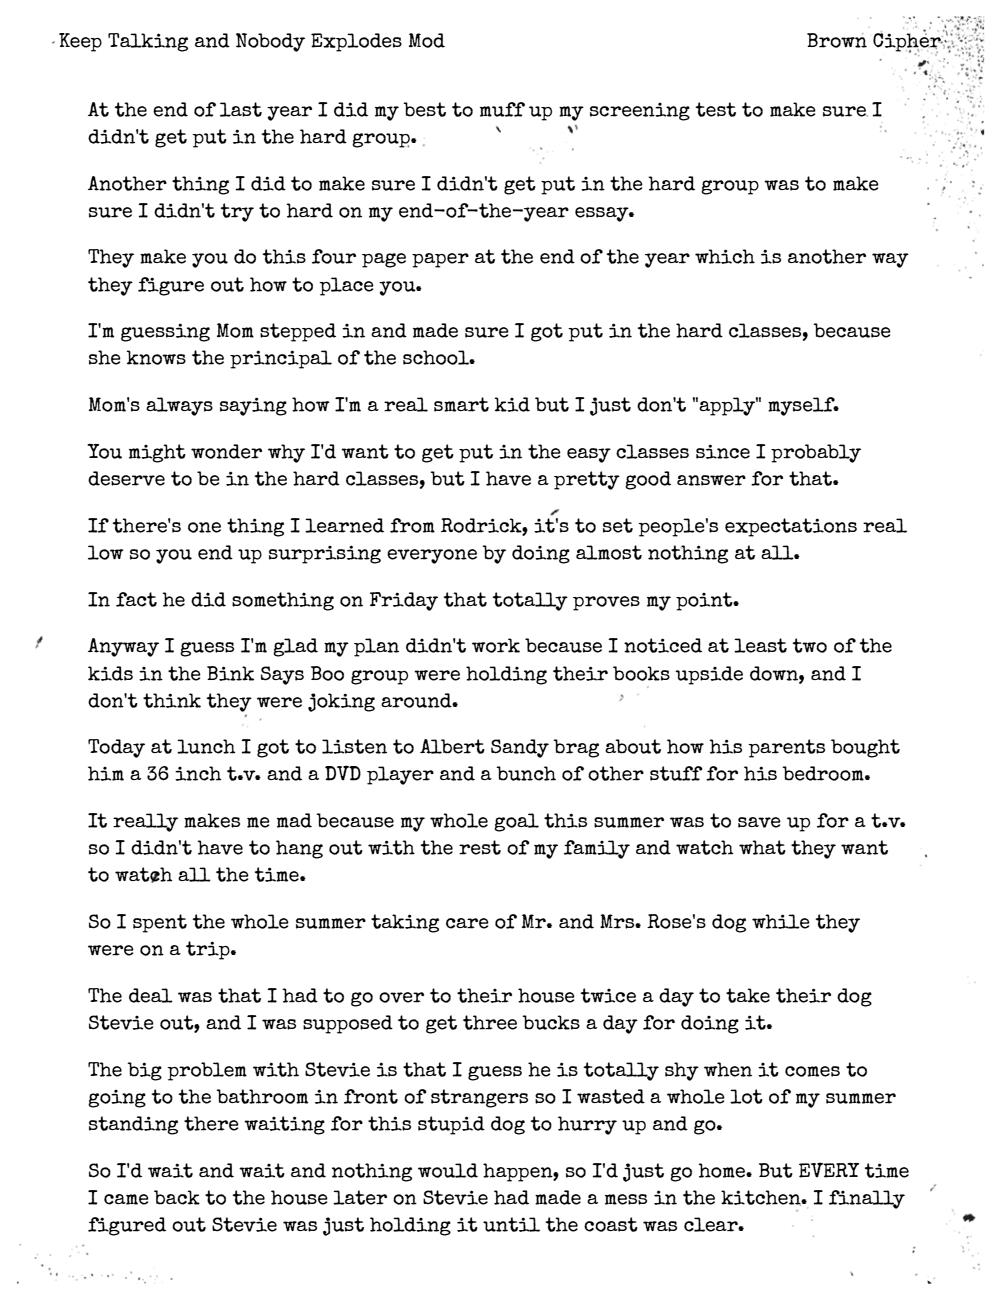 Keep Talking and Nobody Explodes Mod
Brown Cipher
At the end of last year I did my best to muff up my screening test to make sure I
didn't get put in the hard group.
Another thing I did to make sure I didn't get put in the hard group was to make
sure I didn't try to hard on my end-of-the-year essay.
They make you do this four page paper at the end of the year which is another way
they figure out how to place you.
I'm guessing Mom stepped in and made sure I got put in the hard classes, because
she knows the principal of the school.
Mom's always saying how I'm a real smart kid but I just don't "apply" myself.
You might wonder why I'd want to get put in the easy classes since I probably
deserve to be in the hard classes, but I have a pretty good answer for that.
If there's one thing I learned from Rodrick, it's to set people's expectations real
low so you end up surprising everyone by doing almost nothing at all.
In fact he did something on Friday that totally proves my point.
Anyway I guess I'm glad my plan didn't work because I noticed at least two of the
kids in the Bink Says Boo group were holding their books upside down, and I
don't think they were joking around.
Today at lunch I got to listen to Albert Sandy brag about how his parents bought
him a 36 inch t.v. and a DVD player and a bunch of other stuff for his bedroom.
It really makes me mad because my whole goal this summer was to save up for a t.v.
so I didn't have to hang out with the rest of my family and watch what they want
to watch all the time.
So I spent the whole summer taking care of Mr. and Mrs. Rose's dog while they
were on a trip.
The deal was that I had to go over to their house twice a day to take their dog
Stevie out, and I was supposed to get three bucks a day for doing it.
The big problem with Stevie is that I guess he is totally shy when it comes to
going to the bathroom in front of strangers so I wasted a whole lot of my summer
standing there waiting for this stupid dog to hurry up and go.
So I'd wait and wait and nothing would happen, so I'd just go home. But EVERY time
I came back to the house later on Stevie had made a mess in the kitchen. I finally
figured out Stevie was just holding it until the coast was clear.